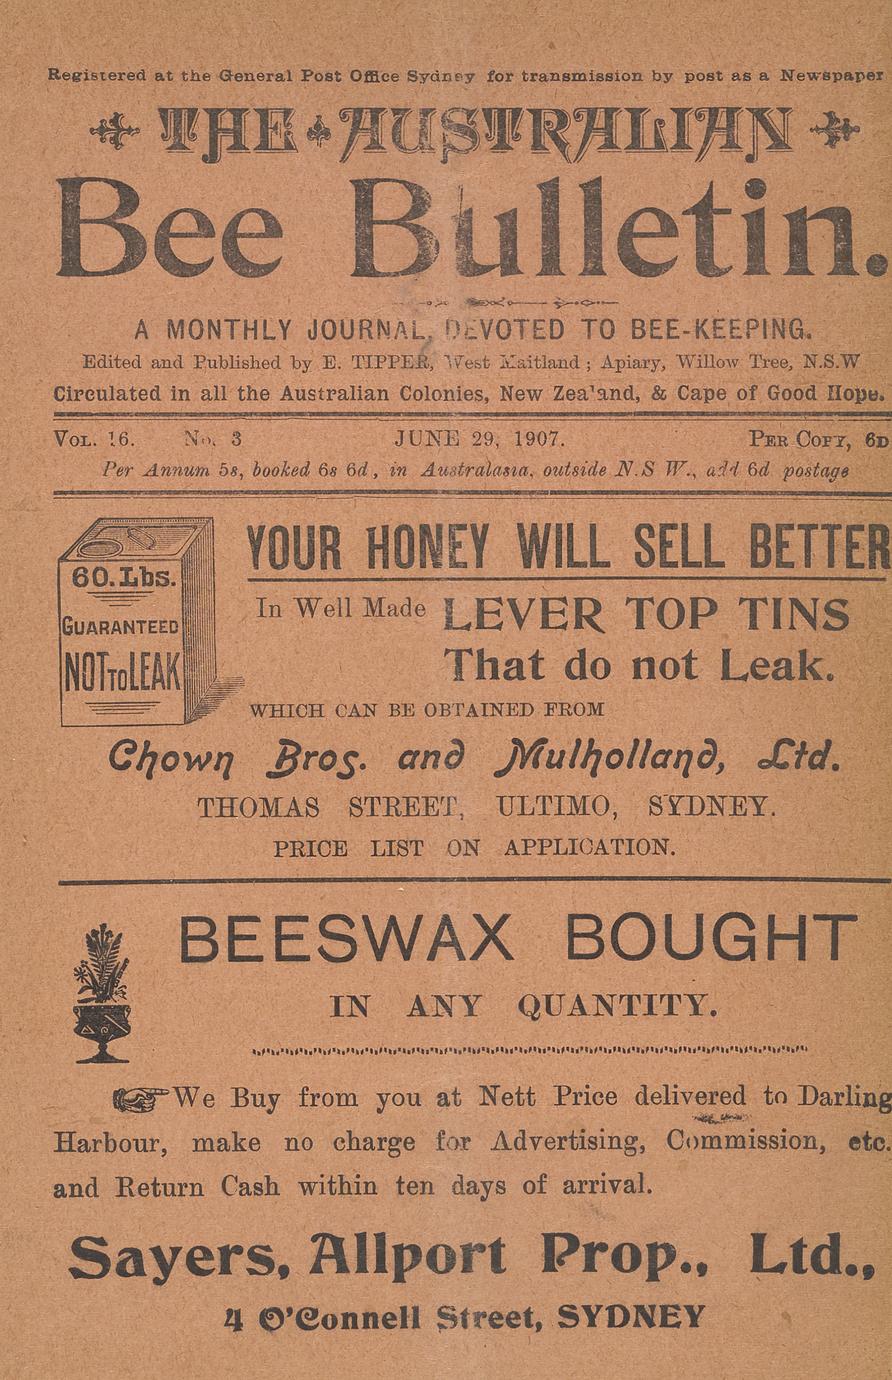 Registered at the General Post Office Sydney for transmission by post as a Newspaper
THE AUSTRALIAN
Bee Bulletin.
A MONTHLY JOURNAL, DEVOTED TO BEE-KEEPING.
Edited and Published by E. TIPPER, West Maitland ; Apiary, Willow Tree, N.S.W
Circulated in all the Australian Colonies, New Zealand, & Cape of Good Hope.
VOL. 16. No. 3 JUNE 29, 1907. PER COPY, 6D
Per Annum 5s, booked 6s 6d, in Australasia, outside N.S W., add 6d postage
60. Lbs.
GUARANTEED
NOT TO LEAK
YOUR HONEY WILL SELL BETTER
In Well Made LEVER TOP TINS
That do not Leak.
WHICH CAN BE OBTAINED FROM
Chown Bros. and Mulholland, Ltd.
THOMAS STREET, ULTIMO, SYDNEY.
PRICE LIST ON APPLICATION.
BEESWAX BOUGHT
IN ANY QUANTITY.
We Buy from you at Nett Price delivered to Darling
Harbour, make no charge for Advertising, Commission, etc.
and Return Cash within ten days of arrival.
Sayers, Allport Prop., Ltd.,
4 O'Connell Street, SYDNEY